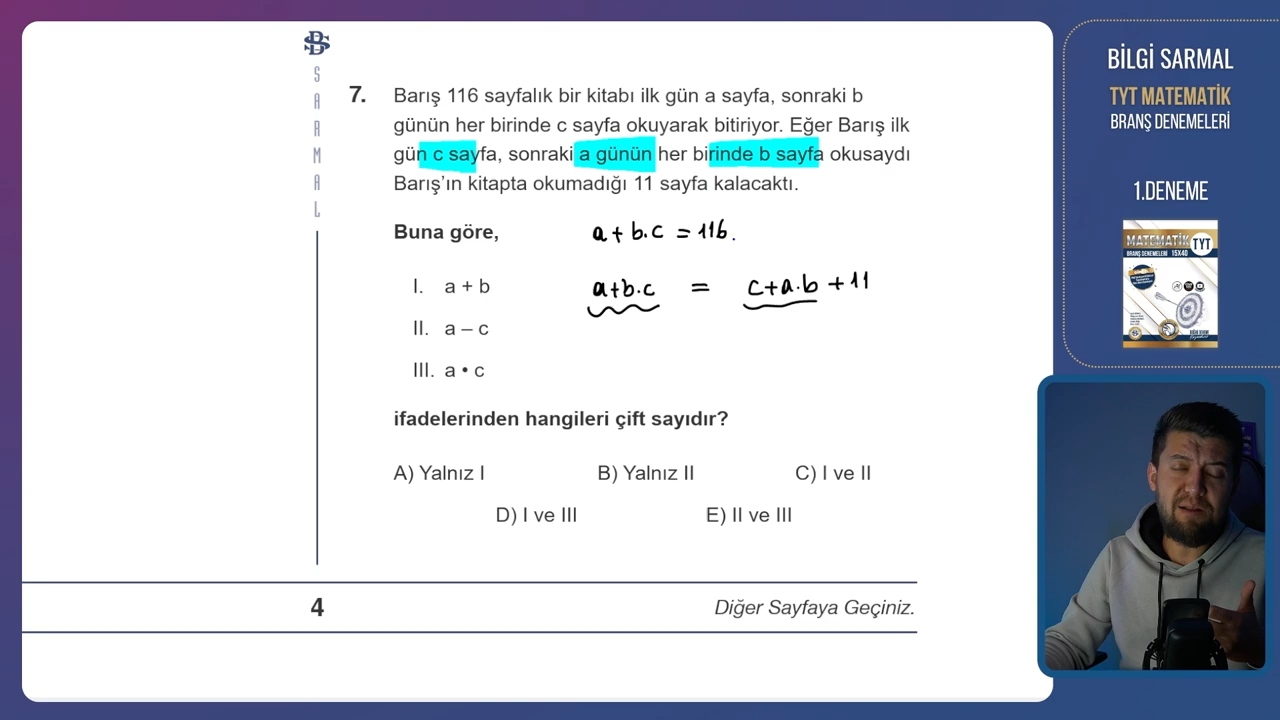 S
A
R
M
A
L
7. Barış 116 sayfalık bir kitabı ilk gün a sayfa, sonraki b
günün her birinde c sayfa okuyarak bitiriyor. Eğer Barış ilk
gün c sayfa, sonraki a günün her birinde b sayfa okusaydı
Barış'ın kitapta okumadığı 11 sayfa kalacaktı.
Buna göre,
a + b.c = 116.
I. a + b
a+b.c = c+a.b + 11
II. a – c
III. a • c
ifadelerinden hangileri çift sayıdır?
A) Yalnız I B) Yalnız II C) I ve II
D) I ve III E) II ve III
4
Diğer Sayfaya Geçiniz.
BİLGİ SARMAL
TYT MATEMATİK
BRANŞ DENEMELERİ
1.DENEME
MATEMATİK TYT
BRANŞ DENEMELERİ 15X40